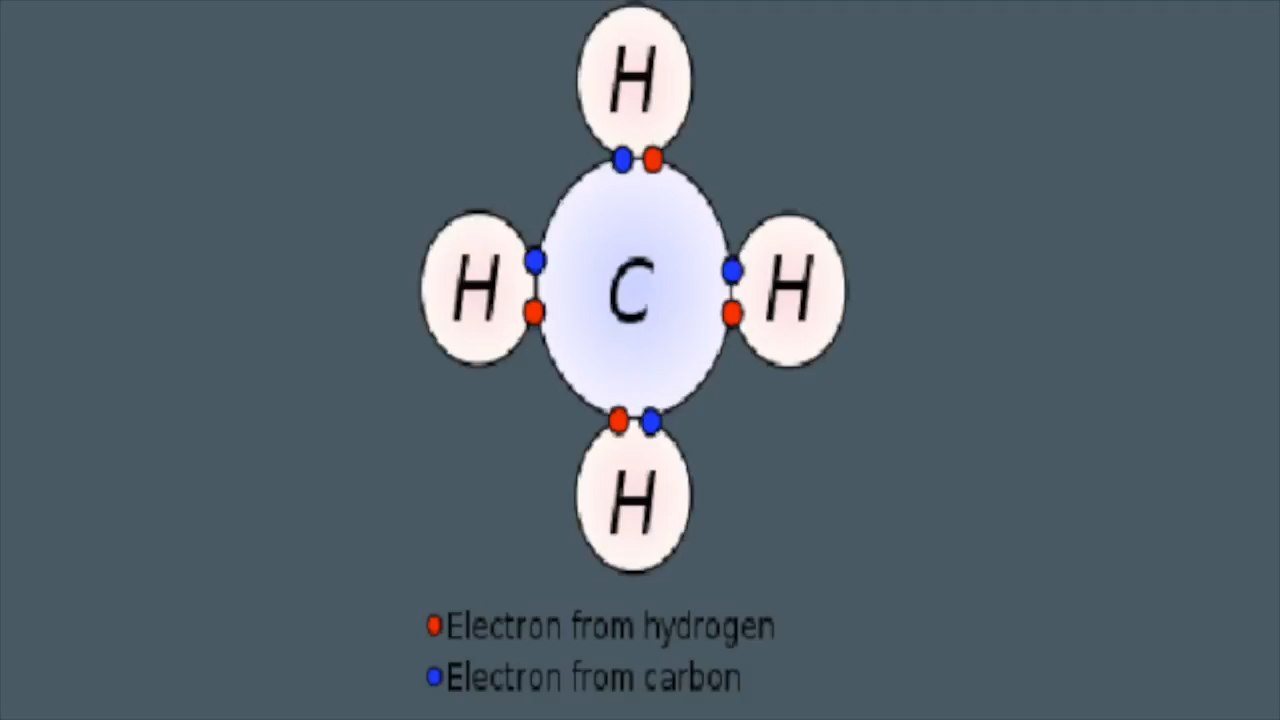 H
H C H
H
Electron from hydrogen
Electron from carbon